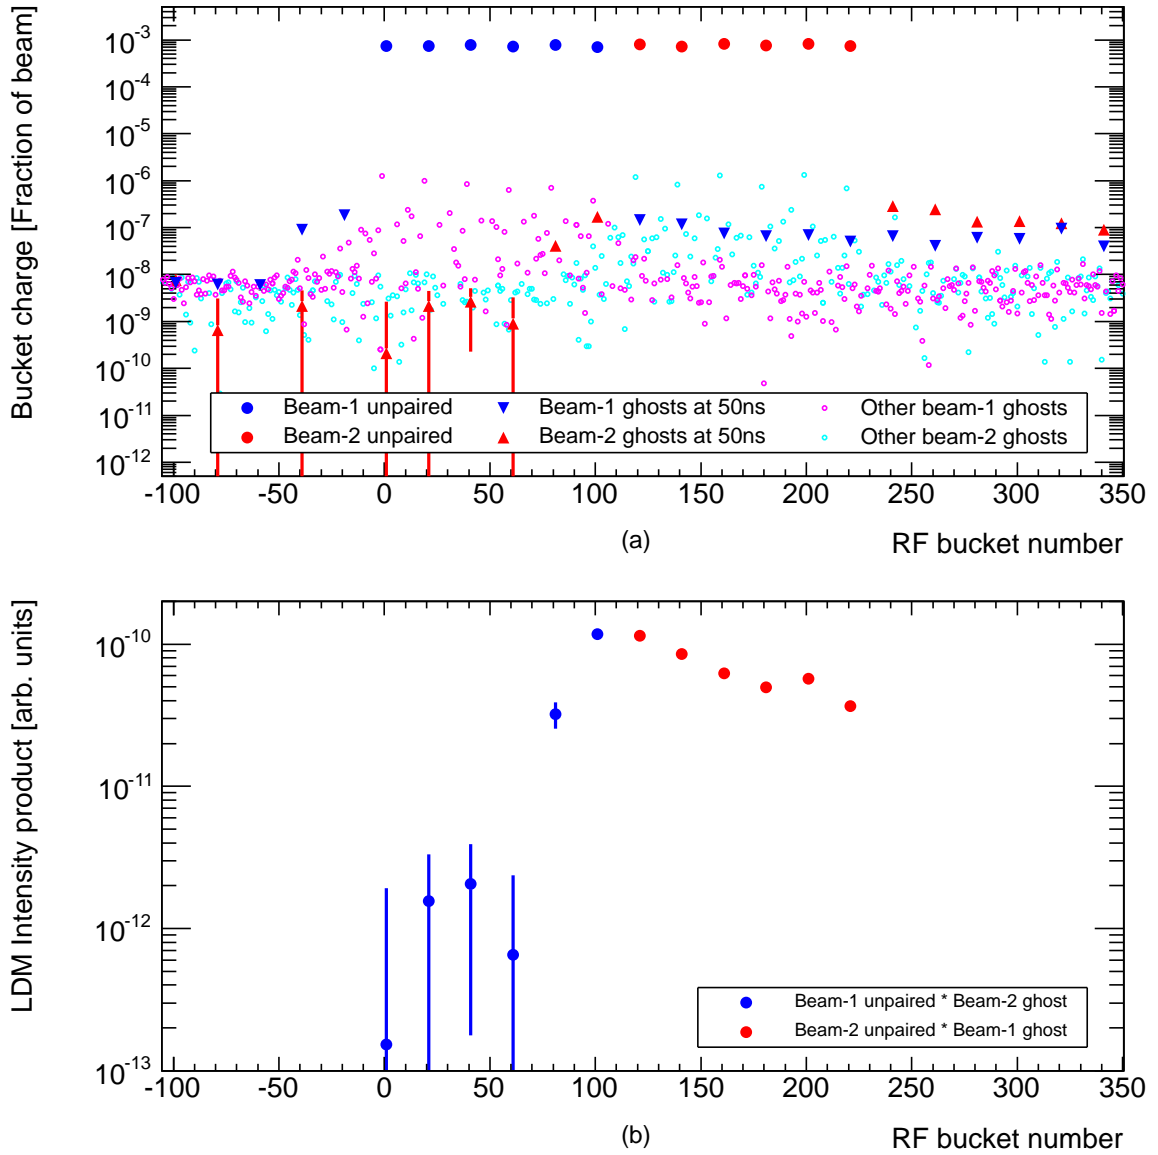 Bucket charge [Fraction of beam]
10-3
10-4
10-5
10-6
10-7
10-8
10-9
10-10
10-11
10-12
Beam-1 unpaired Beam-1 ghosts at 50ns Other beam-1 ghosts
Beam-2 unpaired Beam-2 ghosts at 50ns Other beam-2 ghosts
-100 -50 0 50 100 150 200 250 300 350
(a)
RF bucket number
LDM Intensity product [arb. units]
10-10
10-11
10-12
10-13
Beam-1 unpaired * Beam-2 ghost
Beam-2 unpaired * Beam-1 ghost
-100 -50 0 50 100 150 200 250 300 350
(b)
RF bucket number